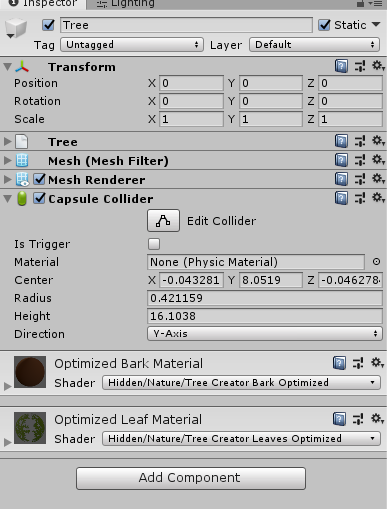 Inspector Lighting
Tree Static
Tag Untagged Layer Default
Transform
Position X 0 Y 0 Z 0
Rotation X 0 Y 0 Z 0
Scale X 1 Y 1 Z 1
Tree
Mesh (Mesh Filter)
Mesh Renderer
Capsule Collider
Edit Collider
Is Trigger
Material None (Physic Material)
Center X -0.043281 Y 8.0519 Z -0.046278
Radius 0.421159
Height 16.1038
Direction Y-Axis
Optimized Bark Material
Shader Hidden/Nature/Tree Creator Bark Optimized
Optimized Leaf Material
Shader Hidden/Nature/Tree Creator Leaves Optimized
Add Component